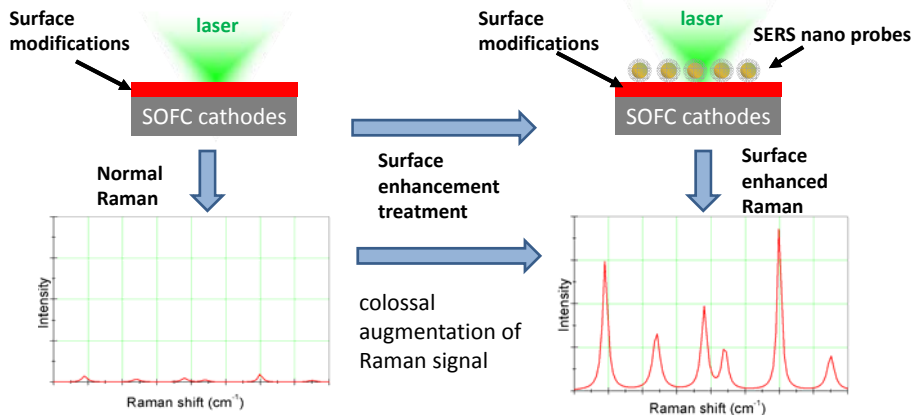 Surface
modifications
laser
SOFC cathodes
Normal
Raman
Intensity
Raman shift (cm-1)
Surface
enhancement
treatment
colossal
augmentation of
Raman signal
Surface
modifications
laser
SERS nano probes
SOFC cathodes
Surface
enhanced
Raman
Intensity
Raman shift (cm-1)